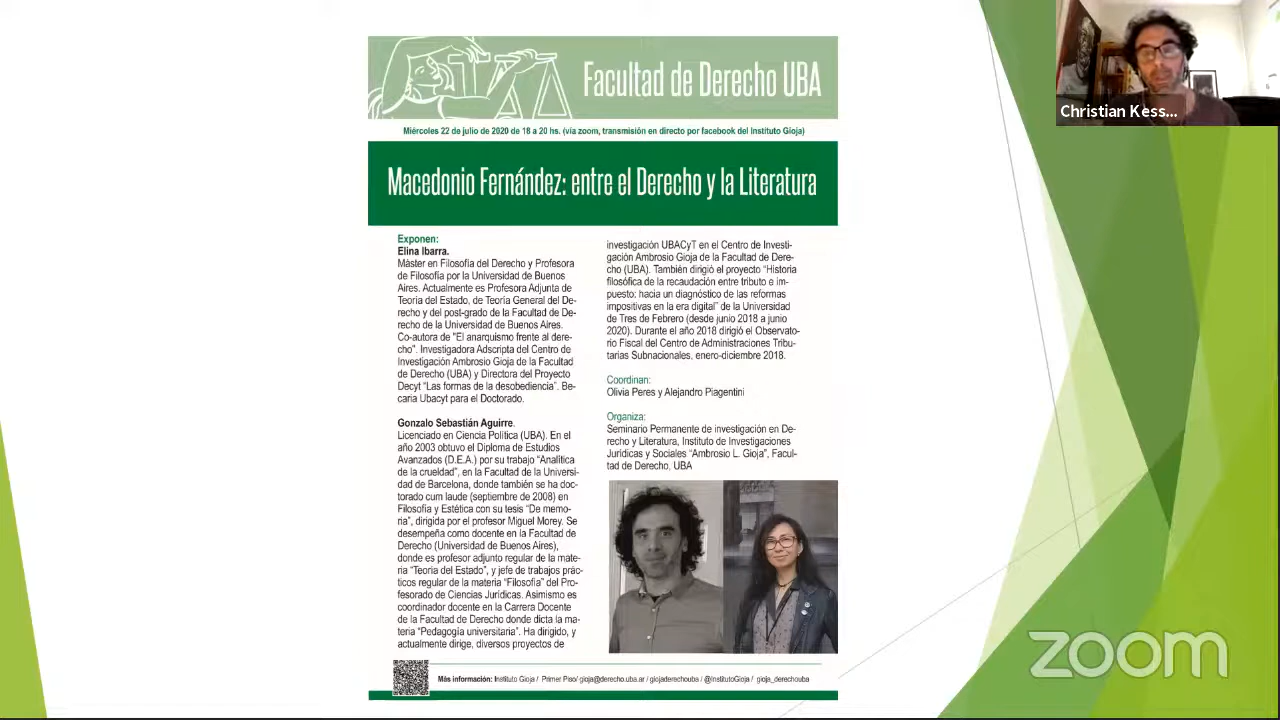 Facultad de Derecho UBA
Miércoles 22 de julio de 2020 de 18 a 20 hs. (vía zoom, transmisión en directo por facebook del Instituto Gioja)
Macedonio Fernández: entre el Derecho y la Literatura
Exponen:
Elina Ibarra.
Máster en Filosofía del Derecho y Profesora
de Filosofía por la Universidad de Buenos
Aires. Actualmente es Profesora Adjunta de
Teoría del Estado, de Teoría General del De-
recho y del post-grado de la Facultad de De-
recho de la Universidad de Buenos Aires.
Co-autora de "El anarquismo frente al dere-
cho". Investigadora Adscripta del Centro de
Investigación Ambrosio Gioja de la Facultad
de Derecho (UBA) y Directora del Proyecto
Decyt "Las formas de la desobediencia". Be-
caria Ubacyt para el Doctorado.
Gonzalo Sebastián Aguirre.
Licenciado en Ciencia Política (UBA). En el
año 2003 obtuvo el Diploma de Estudios
Avanzados (D.E.A.) por su trabajo "Analítica
de la crueldad", en la Facultad de la Universi-
dad de Barcelona, donde también se ha doc-
torado cum laude (septiembre de 2008) en
Filosofía y Estética con su tesis "De memo-
ria", dirigida por el profesor Miguel Morey. Se
desempeña como docente en la Facultad de
Derecho (Universidad de Buenos Aires),
donde es profesor adjunto regular de la mate-
ria "Teoría del Estado", y jefe de trabajos prác-
ticos regular de la materia "Filosofía" del Pro-
fesorado de Ciencias Jurídicas. Asimismo es
coordinador docente en la Carrera Docente
de la Facultad de Derecho donde dicta la ma-
teria "Pedagogía universitaria". Ha dirigido, y
actualmente dirige, diversos proyectos de
investigación UBACyT en el Centro de Investi-
gación Ambrosio Gioja de la Facultad de Dere-
cho (UBA). También dirigió el proyecto "Historia
filosófica de la recaudación entre tributo e im-
puesto: hacia un diagnóstico de las reformas
impositivas en la era digital" de la Universidad
de Tres de Febrero (desde junio 2018 a junio
2020). Durante el año 2018 dirigió el Observato-
rio Fiscal del Centro de Administraciones Tribu-
tarias Subnacionales, enero-diciembre 2018.
Coordinan:
Olivia Peres y Alejandro Piagentini
Organiza:
Seminario Permanente de investigación en De-
recho y Literatura, Instituto de Investigaciones
Jurídicas y Sociales "Ambrosio L. Gioja", Facul-
tad de Derecho, UBA
Más información: Instituto Gioja / Primer Piso/ gioja@derecho.uba.ar / giojaderechouba / @InstitutoGioja / gioja_derechouba
Christian Kess...
zoom